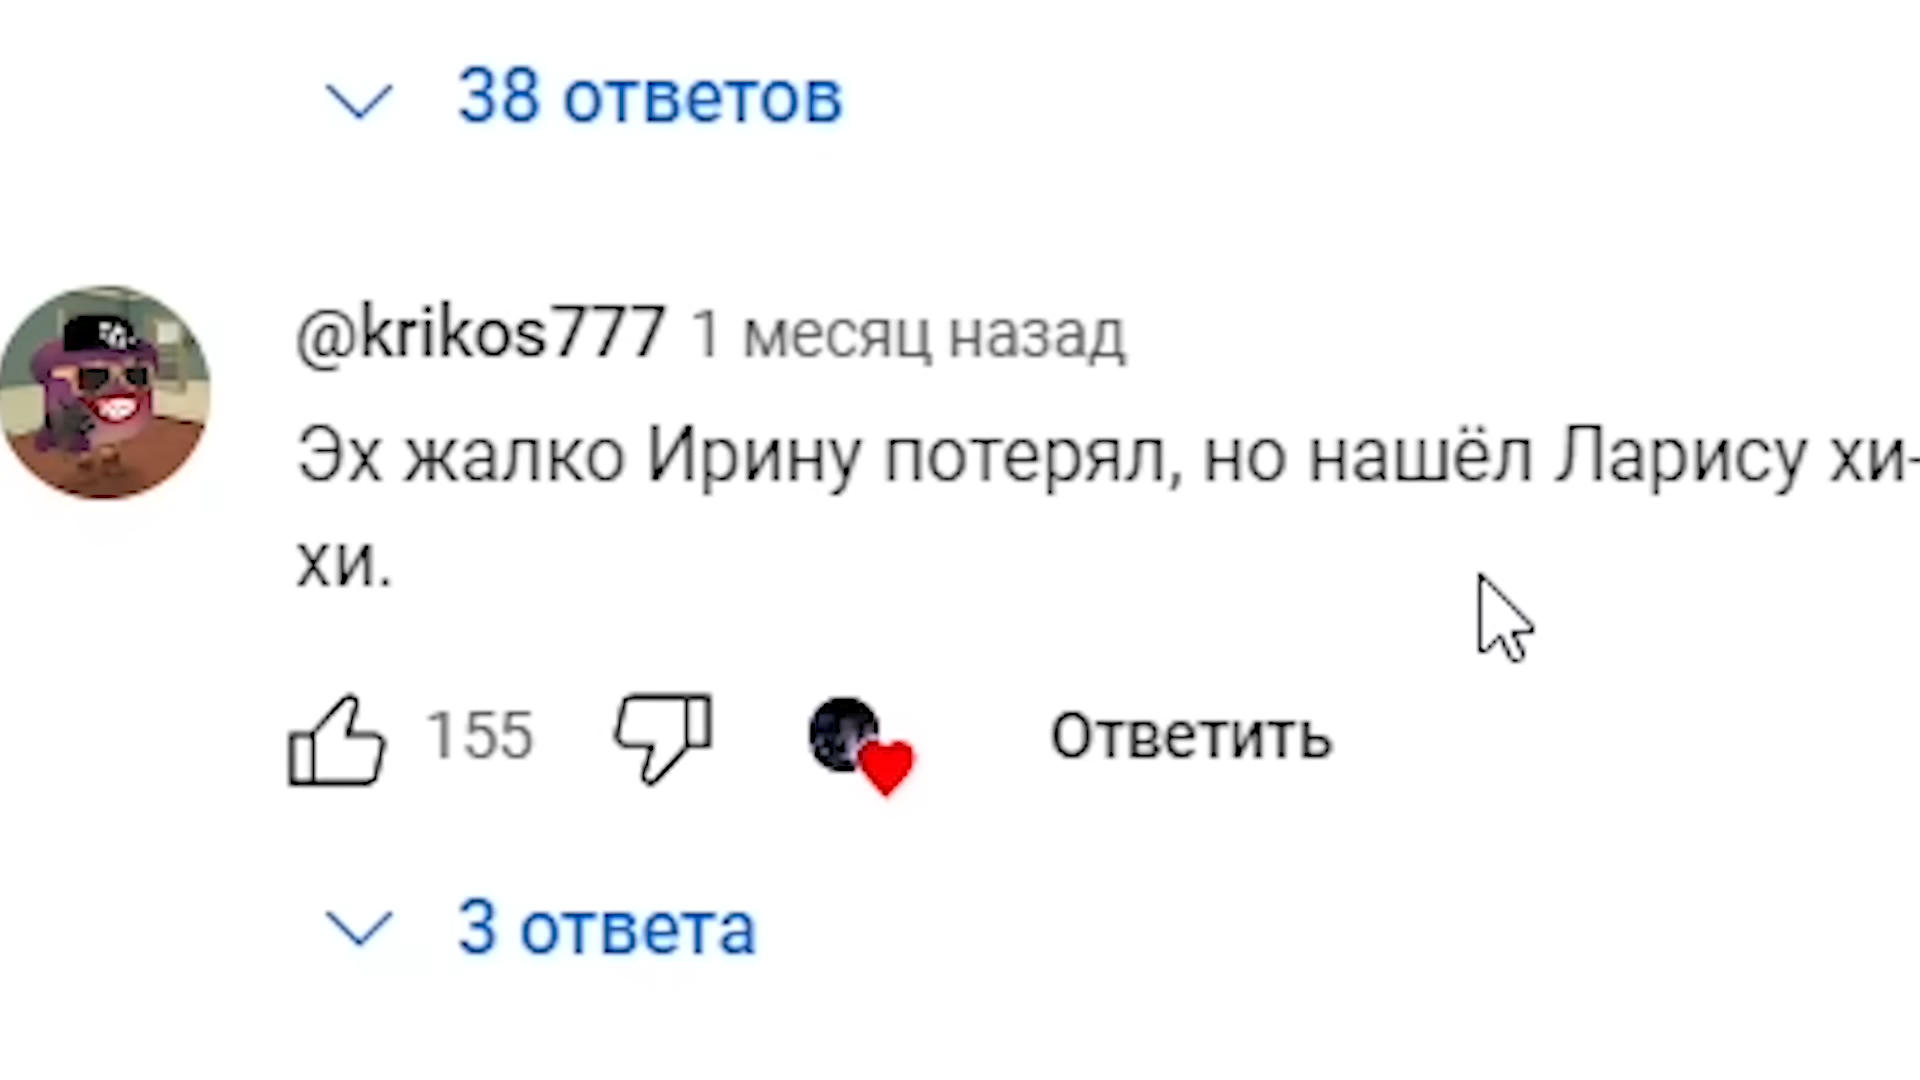 38 ответов
@krikos777 1 месяц назад
Эх жалко Ирину потерял, но нашёл Ларису хи-
хи.
155 Ответить
3 ответа